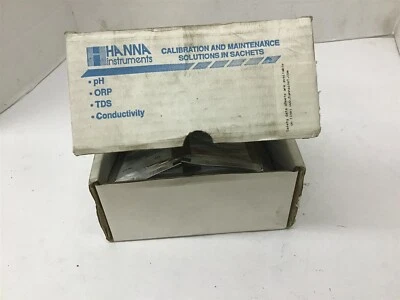 HANNA
instruments
CALIBRATION AND MAINTENANCE
SOLUTIONS IN SACHETS
• pH
• ORP
• TDS
• Conductivity